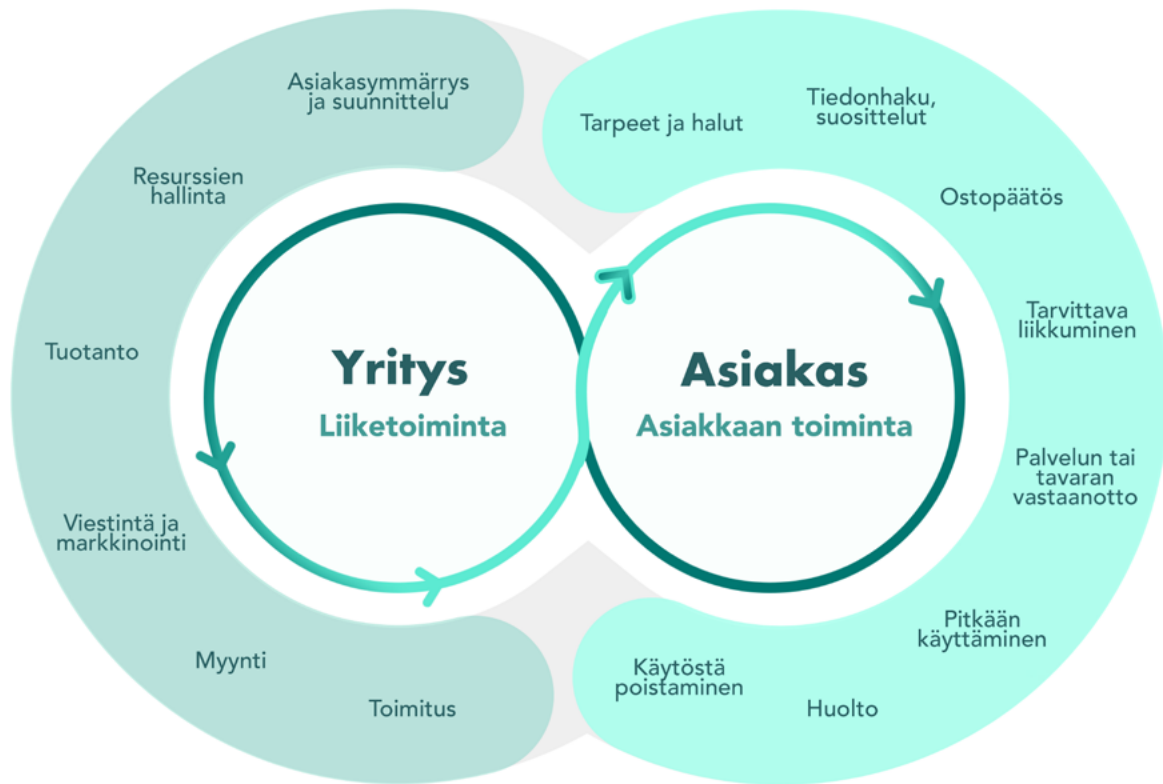 Asiakasymmärrys
ja suunnittelu
Resurssien
hallinta
Tuotanto
Viestintä ja
markkinointi
Myynti
Toimitus
Yritys
Liiketoiminta
Asiakas
Asiakkaan toiminta
Tarpeet ja halut
Tiedonhaku,
suosittelut
Ostopäätös
Tarvittava
liikkuminen
Palvelun tai
tavaran
vastaanotto
Pitkään
käyttäminen
Huolto
Käytöstä
poistaminen